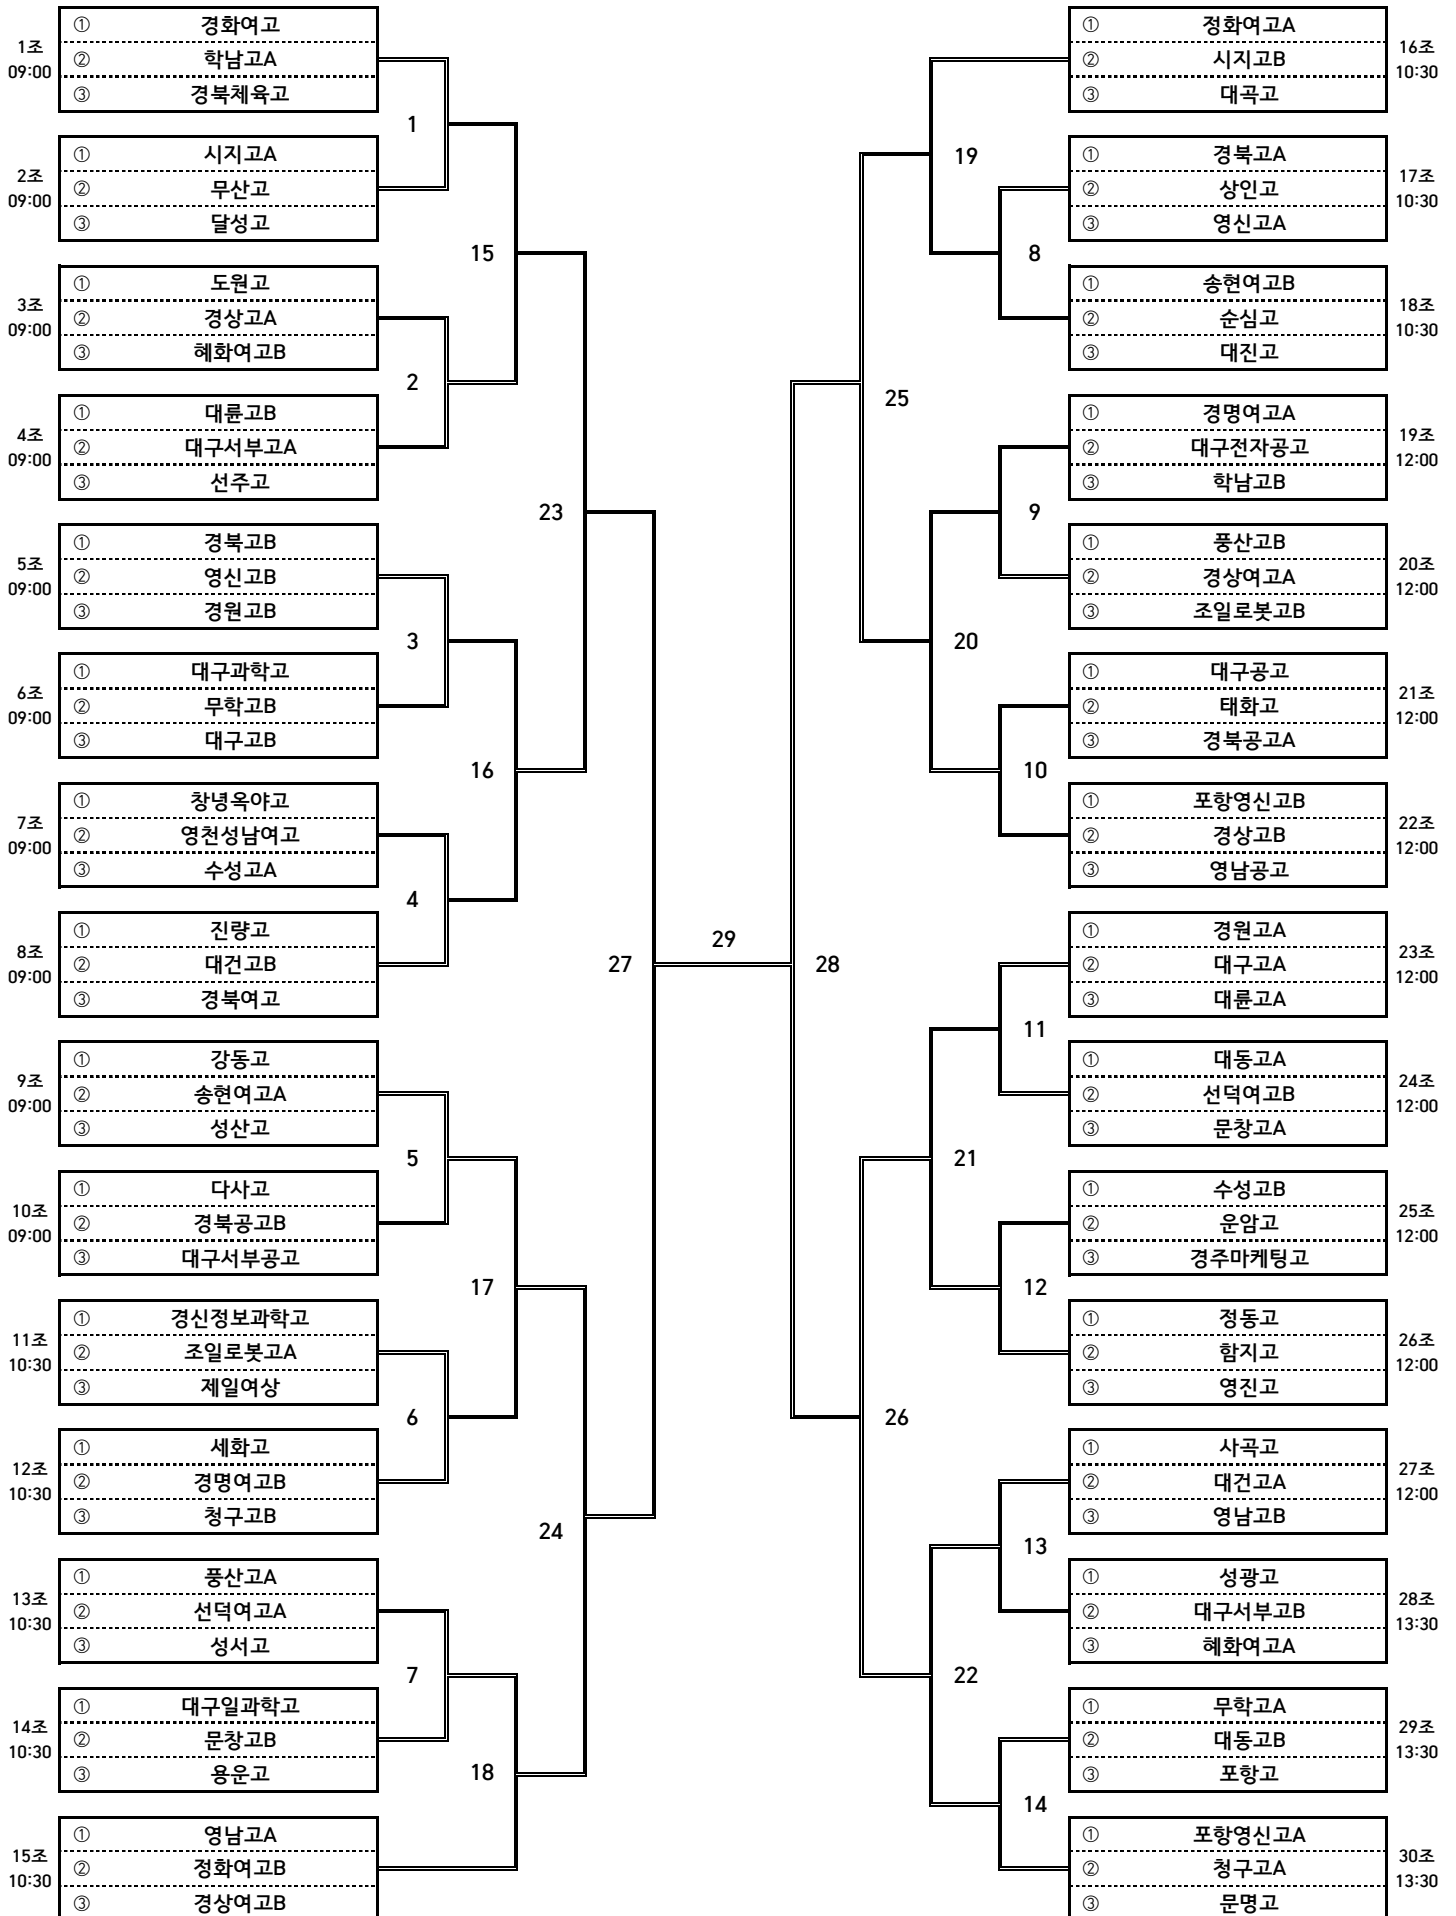 1조
09:00
① 경화여고
② 학남고A
③ 경북체육고
2조
09:00
① 시지고A
② 무산고
③ 달성고
3조
09:00
① 도원고
② 경상고A
③ 혜화여고B
4조
09:00
① 대륜고B
② 대구서부고A
③ 선주고
5조
09:00
① 경북고B
② 영신고B
③ 경원고B
6조
09:00
① 대구과학고
② 무학고B
③ 대구고B
7조
09:00
① 창녕옥야고
② 영천성남여고
③ 수성고A
8조
09:00
① 진량고
② 대건고B
③ 경북여고
9조
09:00
① 강동고
② 송현여고A
③ 성산고
10조
09:00
① 다사고
② 경북공고B
③ 대구서부공고
11조
10:30
① 경신정보과학고
② 조일로봇고A
③ 제일여상
12조
10:30
① 세화고
② 경명여고B
③ 청구고B
13조
10:30
① 풍산고A
② 선덕여고A
③ 성서고
14조
10:30
① 대구일과학고
② 문창고B
③ 용운고
15조
10:30
① 영남고A
② 정화여고B
③ 경상여고B
1
2
3
4
5
6
7
15
16
17
18
23
24
27
29
28
25
26
19
20
21
22
8
9
10
11
12
13
14
① 정화여고A
② 시지고B
③ 대곡고
16조
10:30
① 경북고A
② 상인고
③ 영신고A
17조
10:30
① 송현여고B
② 순심고
③ 대진고
18조
10:30
① 경명여고A
② 대구전자공고
③ 학남고B
19조
12:00
① 풍산고B
② 경상여고A
③ 조일로봇고B
20조
12:00
① 대구공고
② 태화고
③ 경북공고A
21조
12:00
① 포항영신고B
② 경상고B
③ 영남공고
22조
12:00
① 경원고A
② 대구고A
③ 대륜고A
23조
12:00
① 대동고A
② 선덕여고B
③ 문창고A
24조
12:00
① 수성고B
② 운암고
③ 경주마케팅고
25조
12:00
① 정동고
② 함지고
③ 영진고
26조
12:00
① 사곡고
② 대건고A
③ 영남고B
27조
12:00
① 성광고
② 대구서부고B
③ 혜화여고A
28조
13:30
① 무학고A
② 대동고B
③ 포항고
29조
13:30
① 포항영신고A
② 청구고A
③ 문명고
30조
13:30